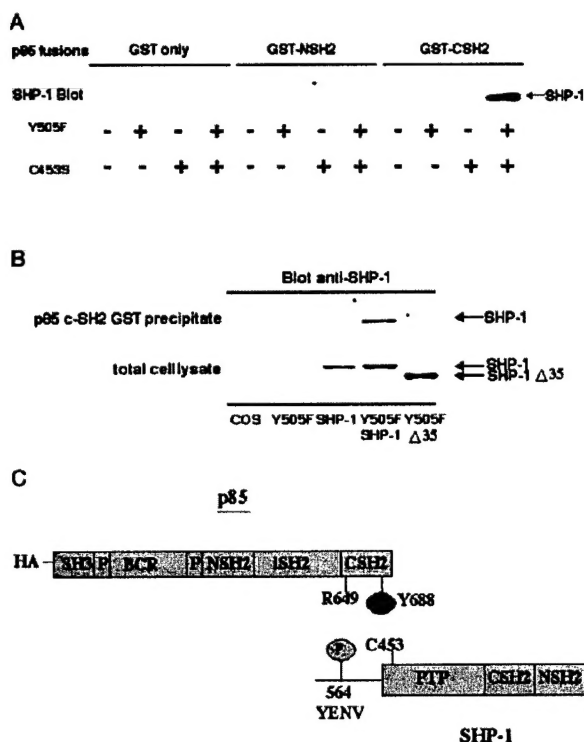 A
p85 fusions GST only GST-NSH2 GST-CSH2
SHP-1 Blot SHP-1
Y505F - + - + - + - + - + - +
C453S - - + + - - + + - - + +
B
Blot anti-SHP-1
p85 c-SH2 GST precipitate SHP-1
total cell lysate SHP-1
SHP-1 Δ35
COS Y505F SHP-1 Y505F Y505F
SHP-1 Δ35
C
p85
HA SH3 P BCR P NSH2 iSH2 CSH2
R649 Y688
P C453
PTP CSH2 NSH2
564
YENV
SHP-1